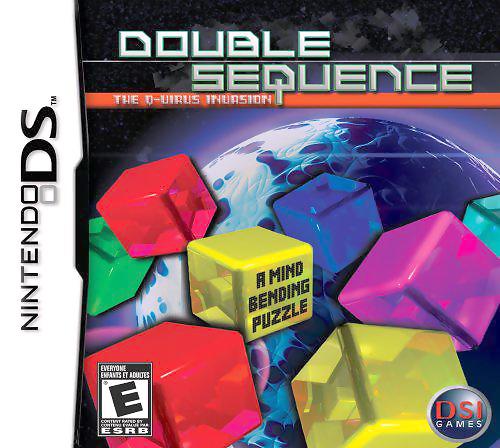 DOUBLE
SEQUENCE
THE Q-VIRUS INVASION
NINTENDO DS™
A MIND
BENDING
PUZZLE
EVERYONE
ENFANTS ET ADULTES
E
CONTENT RATED BY
CONTENU ÉVALUÉ PAR
ESRB
DSI
GAMES